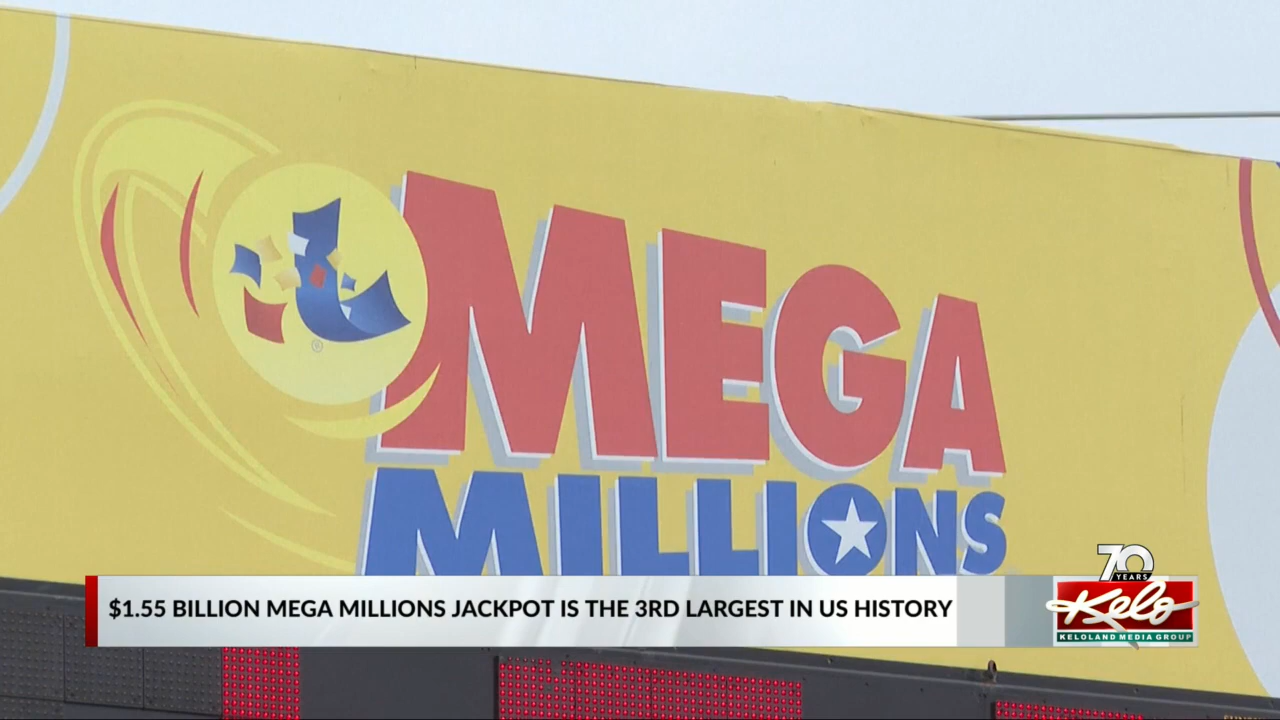 MEGA
MILLIONS
®
$1.55 BILLION MEGA MILLIONS JACKPOT IS THE 3RD LARGEST IN US HISTORY
70
YEARS
Kelo
KELOLAND MEDIA GROUP